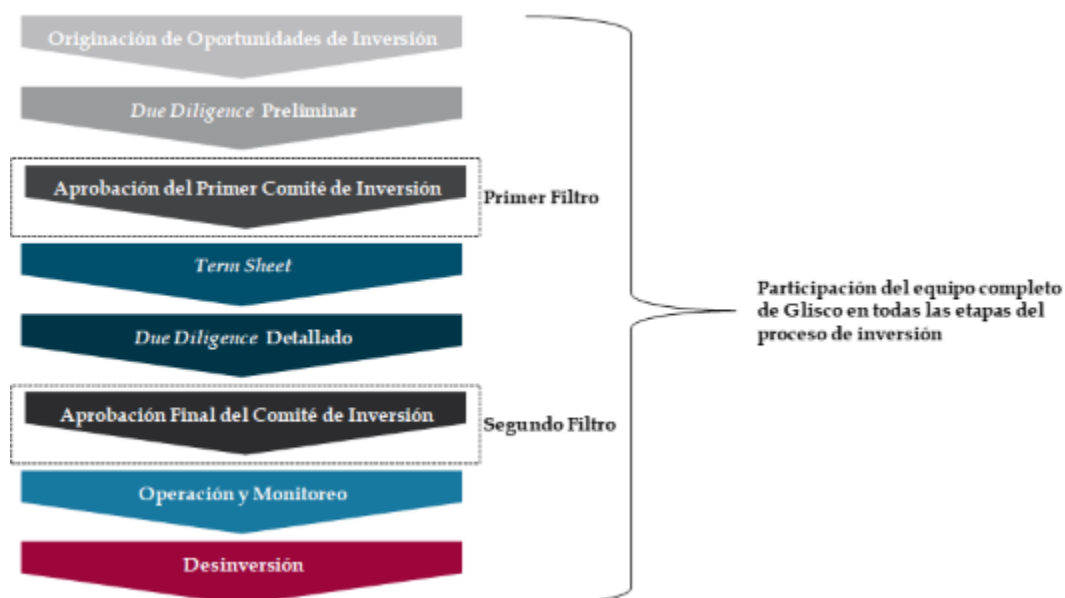 Originación de Oportunidades de Inversión
Due Diligence Preliminar
Aprobación del Primer Comité de Inversión
Primer Filtro
Term Sheet
Participación del equipo completo
de Glisco en todas las etapas del
proceso de inversión
Due Diligence Detallado
Aprobación Final del Comité de Inversión
Segundo Filtro
Operación y Monitoreo
Desinversión